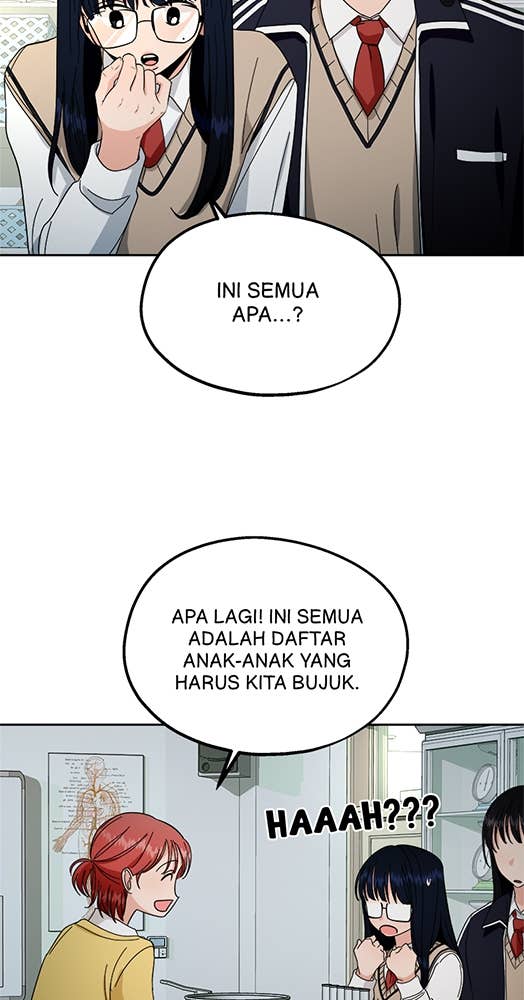 INI SEMUA
APA...?
APA LAGI! INI SEMUA
ADALAH DAFTAR
ANAK-ANAK YANG
HARUS KITA BUJUK.
HAAAH???